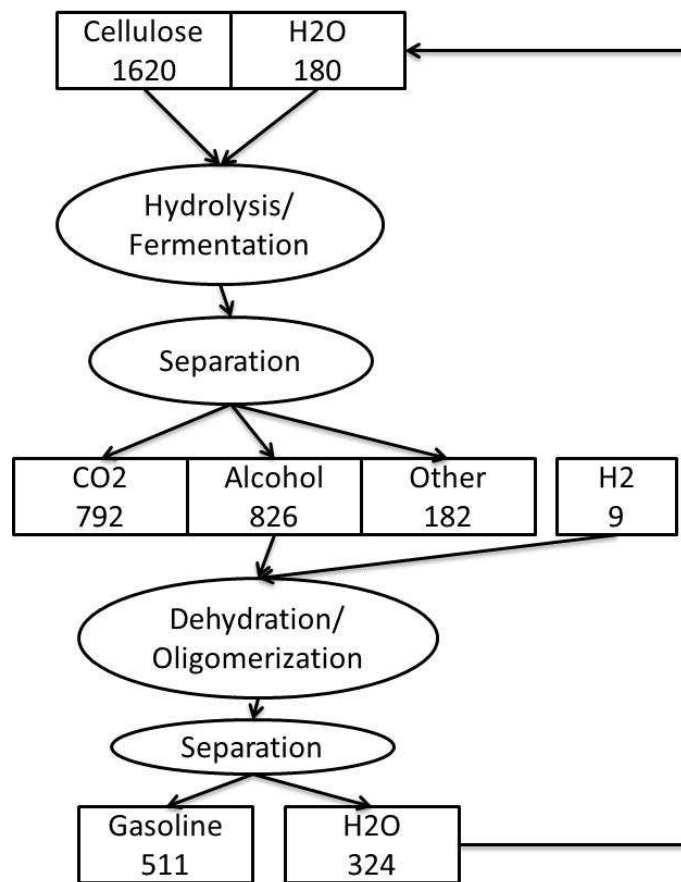 Cellulose H2O
1620 180
Hydrolysis/
Fermentation
Separation
CO2 Alcohol Other H2
792 826 182 9
Dehydration/
Oligomerization
Separation
Gasoline H2O
511 324